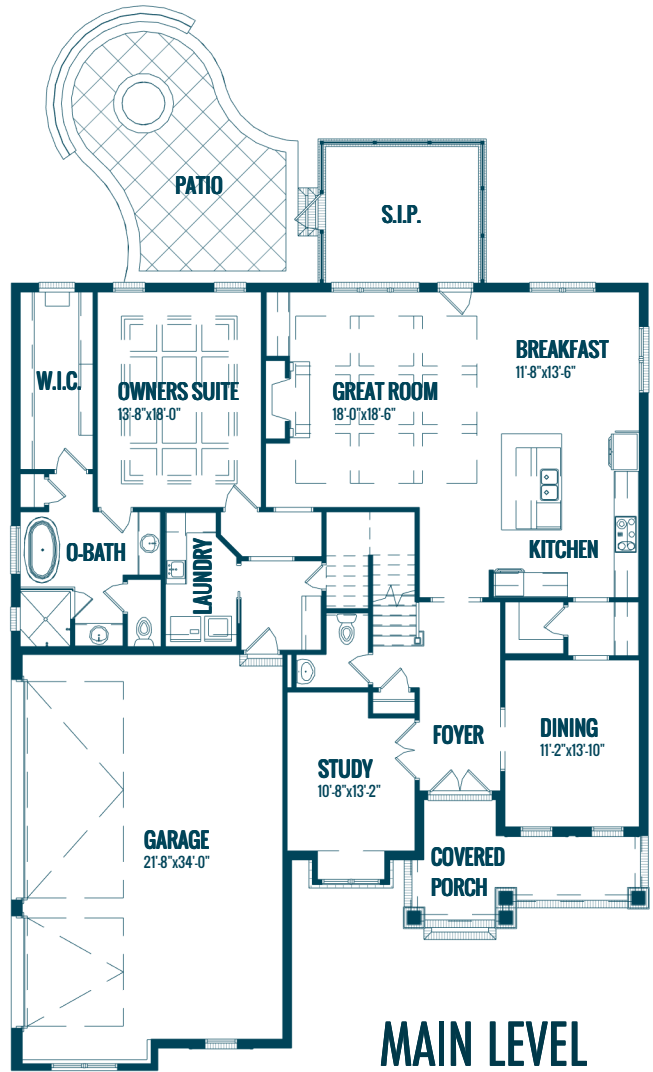 PATIO
S.I.P.
BREAKFAST
11'-8"x13'-6"
W.I.C.
OWNERS SUITE
13'-8"x18'-0"
GREAT ROOM
18'-0"x18'-6"
O-BATH
LAUNDRY
KITCHEN
FOYER
DINING
11'-2"x13'-10"
STUDY
10'-8"x13'-2"
GARAGE
21'-8"x34'-0"
COVERED
PORCH
MAIN LEVEL